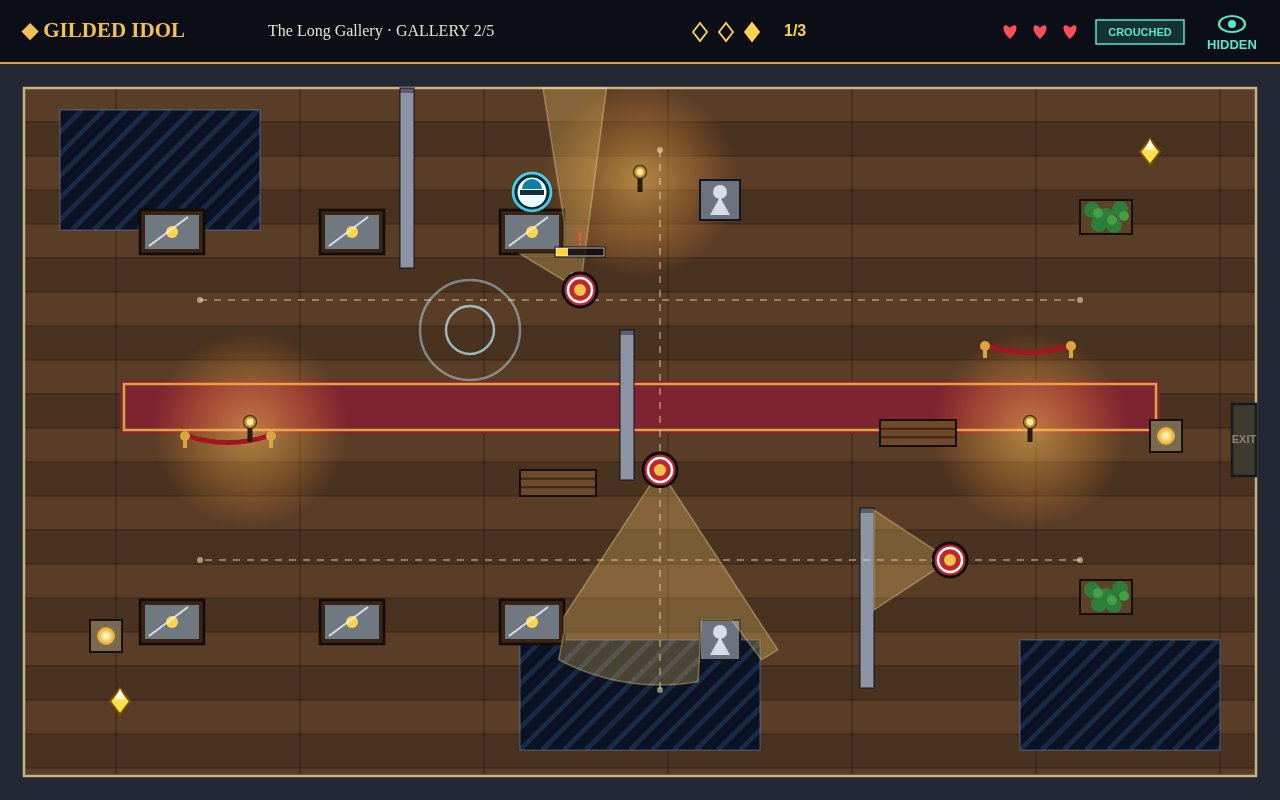 ◆ GILDED IDOL
The Long Gallery · GALLERY 2/5
1/3
CROUCHED
HIDDEN
!
EXIT